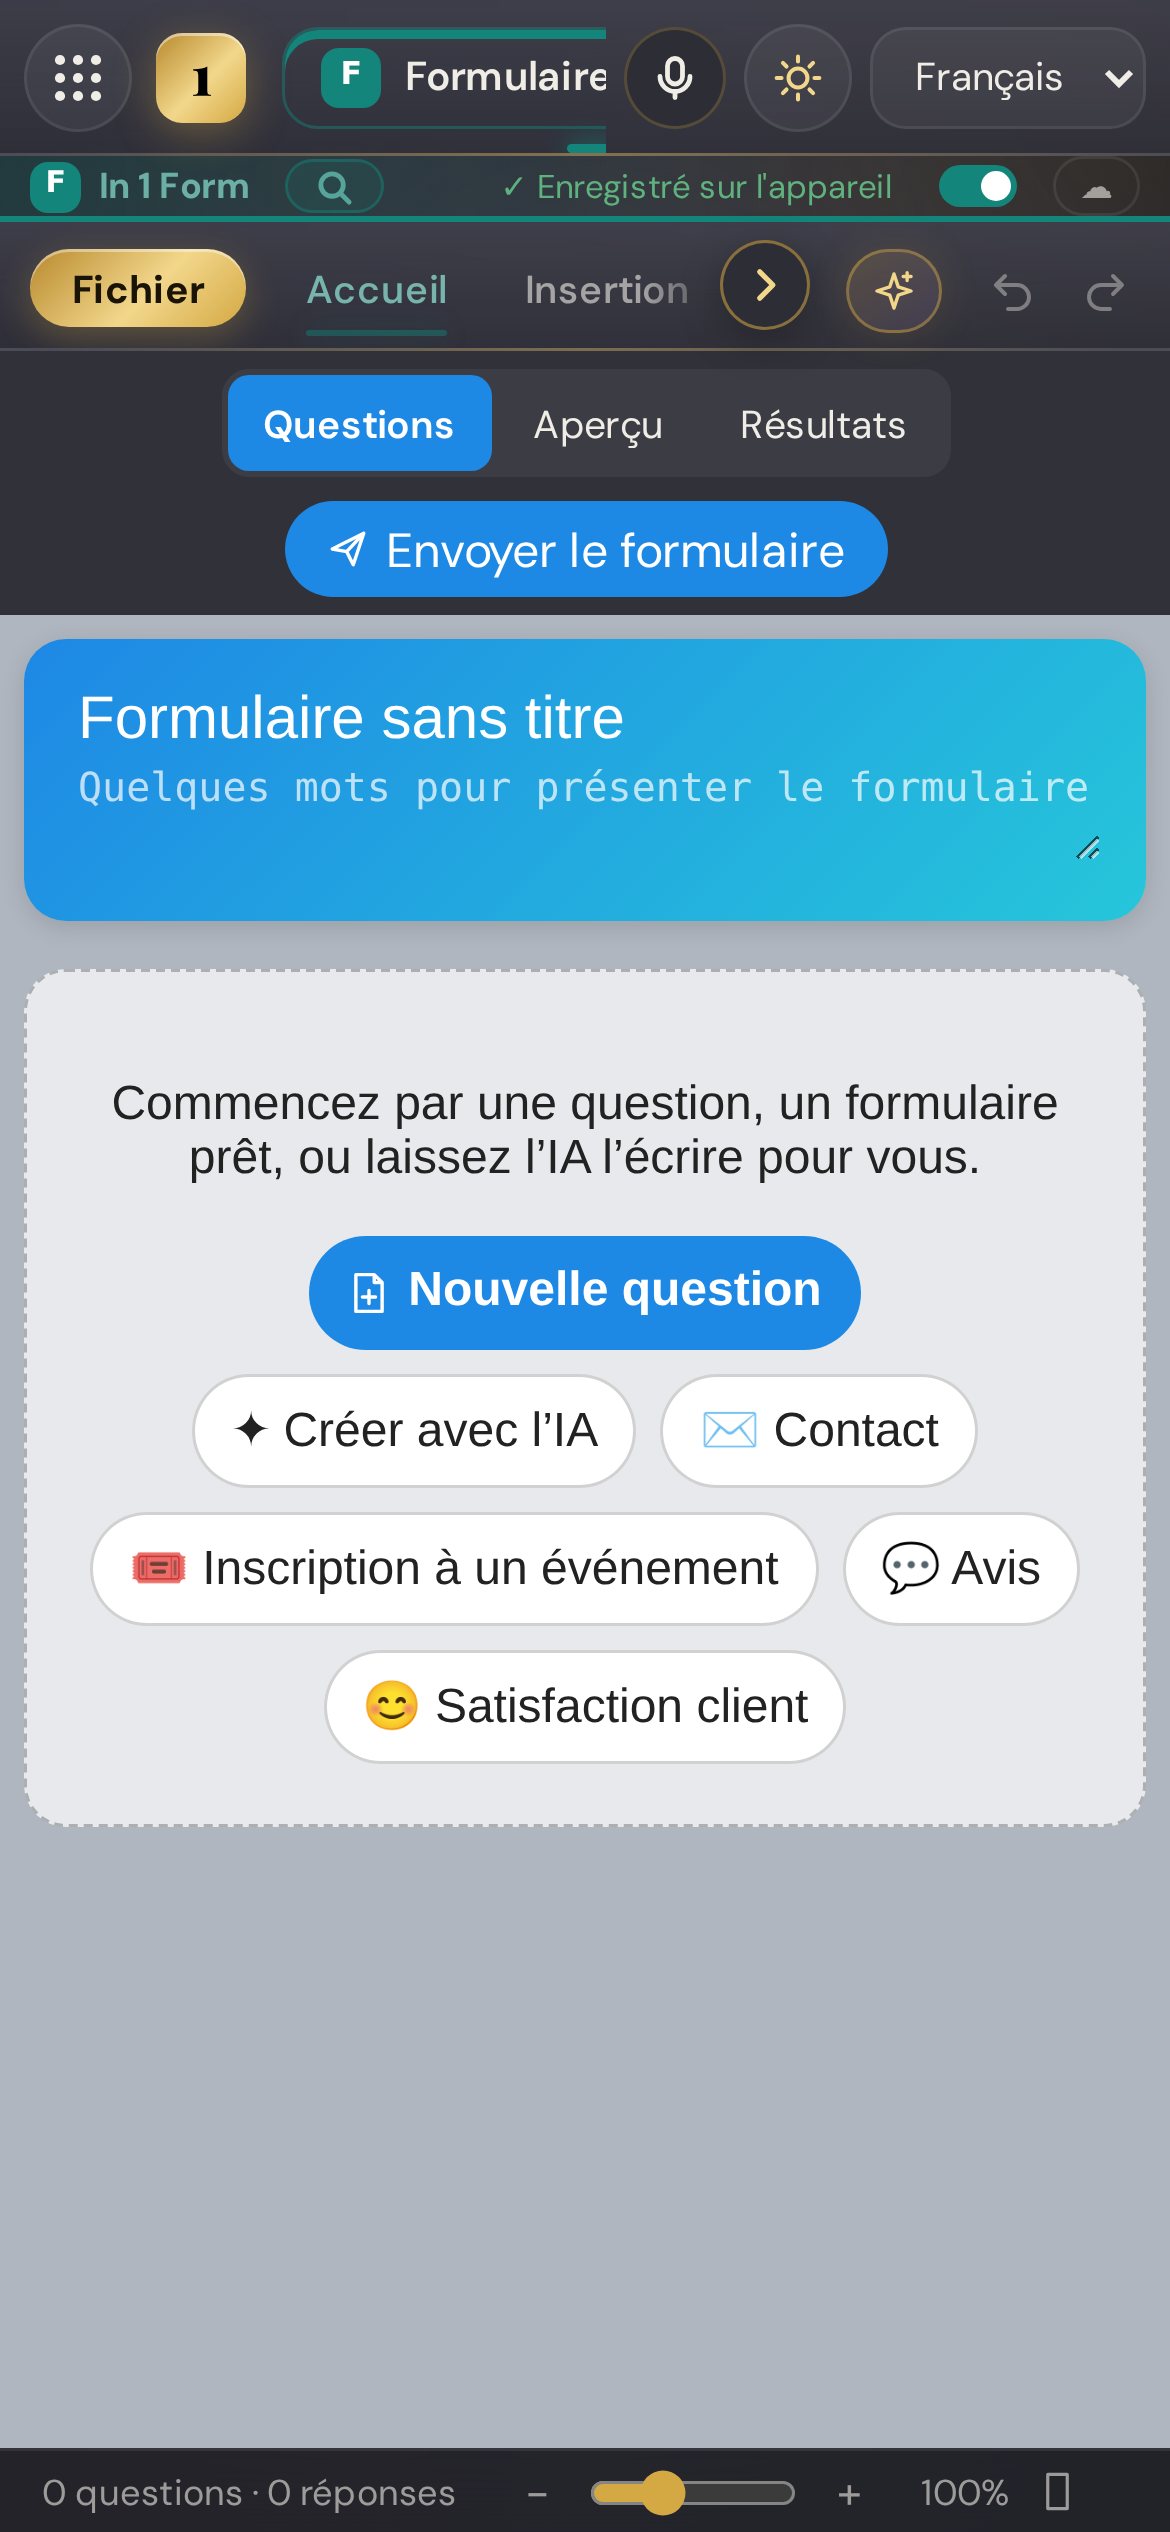 1
F Formulaire
Français
F In 1 Form
✓ Enregistré sur l'appareil
Fichier
Accueil
Insertion
Questions
Aperçu
Résultats
Envoyer le formulaire
Formulaire sans titre
Quelques mots pour présenter le formulaire
Commencez par une question, un formulaire
prêt, ou laissez l’IA l’écrire pour vous.
Nouvelle question
✦ Créer avec l’IA
✉️ Contact
🎟️ Inscription à un événement
💬 Avis
😊 Satisfaction client
0 questions · 0 réponses
− + 100%